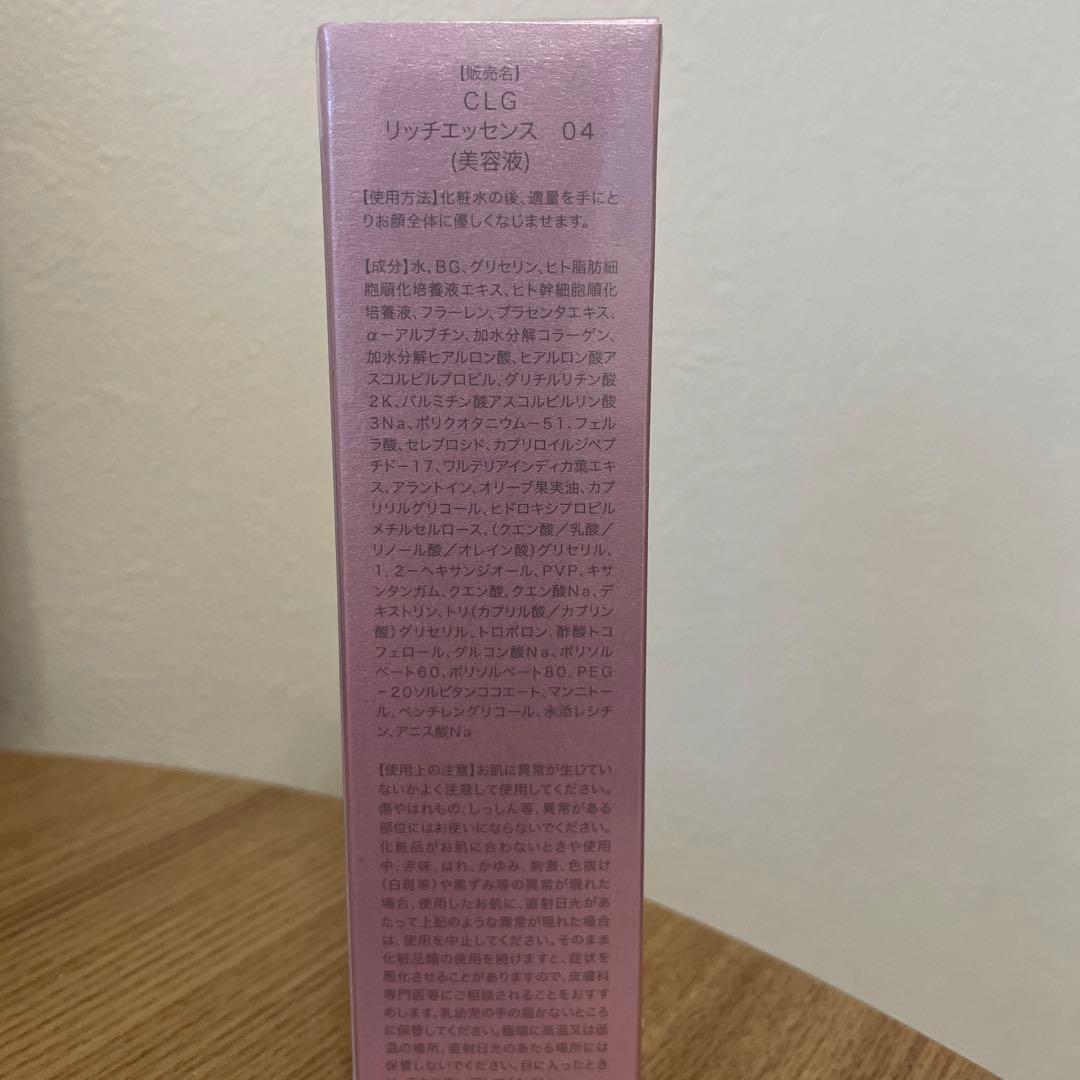 【販売名】
CLG
リッチエッセンス 04
(美容液)
【使用方法】化粧水の後、適量を手にと
りお顔全体に優しくなじませます。
【成分】水、BG、グリセリン、ヒト脂肪細
胞順化培養液エキス、ヒト幹細胞順化
培養液、フラーレン、プラセンタエキス、
α－アルブチン、加水分解コラーゲン、
加水分解ヒアルロン酸、ヒアルロン酸ア
スコルビルプロピル、グリチルリチン酸
2K、パルミチン酸アスコルビルリン酸
3Na、ポリクオタニウム－51、フェル
ラ酸、セレブロシド、カプリロイルジペプ
チド－17、ワルテリアインディカ葉エキ
ス、アラントイン、オリーブ果実油、カプ
リリルグリコール、ヒドロキシプロピル
メチルセルロース、(クエン酸／乳酸／
リノール酸／オレイン酸)グリセリル、
1，2－ヘキサンジオール、PVP、キサ
ンタンガム、クエン酸、クエン酸Na、デ
キストリン、トリ(カプリル酸／カプリン
酸)グリセリル、トロポロン、酢酸トコ
フェロール、グルコン酸Na、ポリソル
ベート60、ポリソルベート80、PEG
－20ソルビタンココエート、マンニトー
ル、ペンチレングリコール、水添レシチ
ン、アニス酸Na
【使用上の注意】お肌に異常が生じてい
ないかよく注意して使用してください。
傷やはれもの、しっしん等、異常がある
部位にはお使いにならないでください。
化粧品がお肌に合わないときや使用
中、赤味、はれ、かゆみ、刺激、色抜け
(白斑等)や黒ずみ等の異常が現れた
場合、使用したお肌に、直射日光があ
たって上記のような異常が現れた場合
は、使用を中止してください。そのまま
化粧品類の使用を続けますと、症状を
悪化させることがありますので、皮膚科
専門医等にご相談されることをおすす
めします。乳幼児の手の届かないところ
に保管してください。極端に高温又は低
温の場所、直射日光のあたる場所には
保管しないでください。目に入ったとき